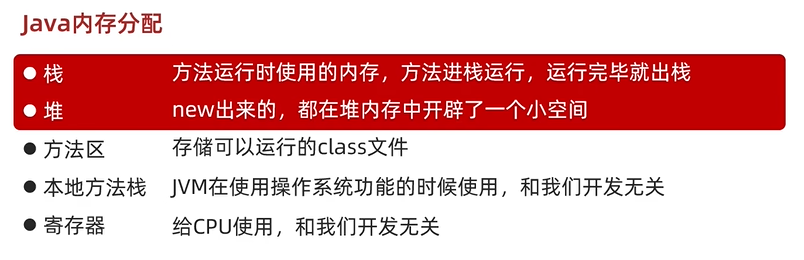 Java内存分配
● 栈 方法运行时使用的内存，方法进栈运行，运行完毕就出栈
● 堆 new出来的，都在堆内存中开辟了一个小空间
● 方法区 存储可以运行的class文件
● 本地方法栈 JVM在使用操作系统功能的时候使用，和我们开发无关
● 寄存器 给CPU使用，和我们开发无关